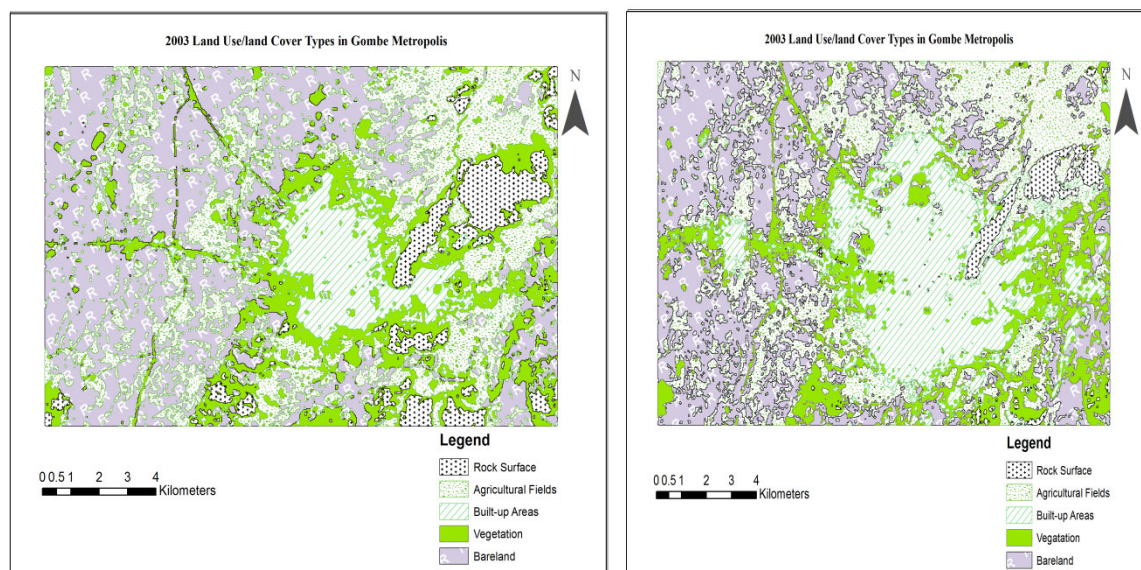 2003 Land Use/land Cover Types in Gombe Metropolis
N
Legend
Rock Surface
Agricultural Fields
Built-up Areas
Vegetation
Bareland
0 0.5 1 2 3 4
Kilometers
2003 Land Use/land Cover Types in Gombe Metropolis
N
Legend
Rock Surface
Agricultural Fields
Built-up Areas
Vegatation
Bareland
0 0.5 1 2 3 4
Kilometers